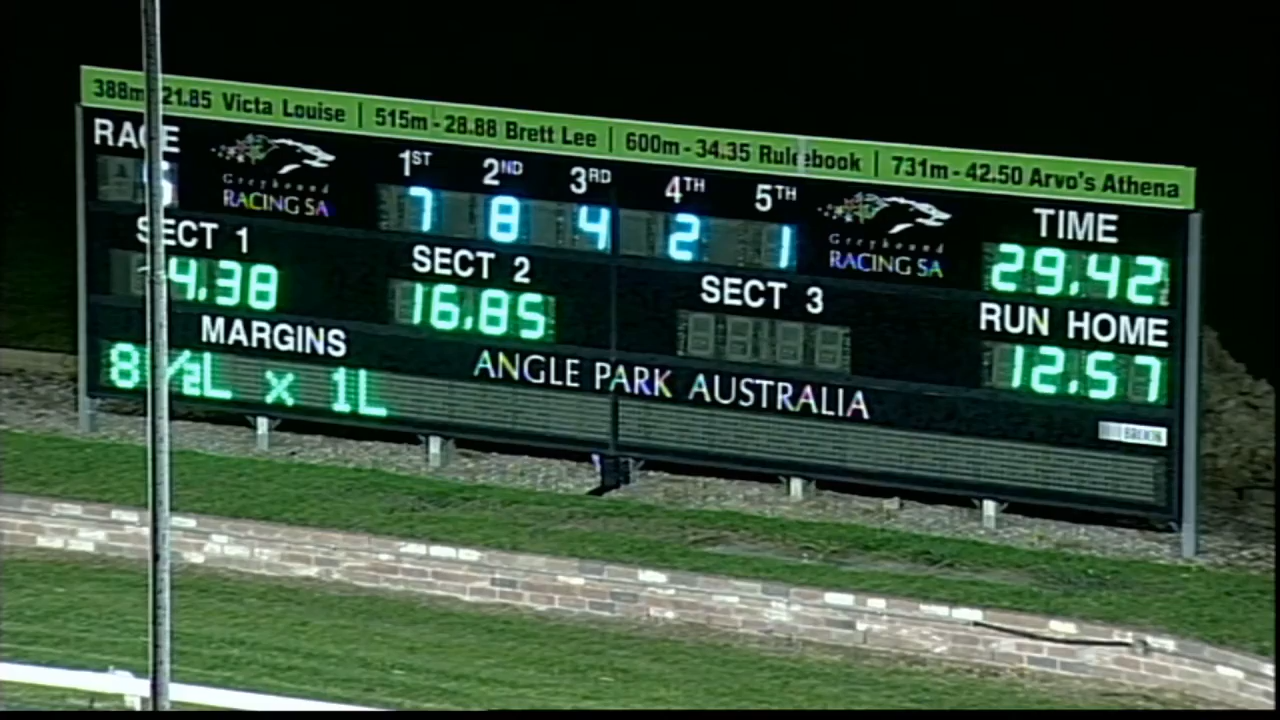 388m 21.85 Victa Louise | 515m - 28.88 Brett Lee | 600m - 34.35 Rulebook | 731m - 42.50 Arvo's Athena
RACE
Greyhound
RACING SA
1ST 2ND 3RD 4TH 5TH
7 8 4 2 1
Greyhound
RACING SA
TIME
29.42
SECT 1
4.38
SECT 2
16.85
SECT 3
RUN HOME
12.57
MARGINS
8 ½L x 1L
ANGLE PARK AUSTRALIA